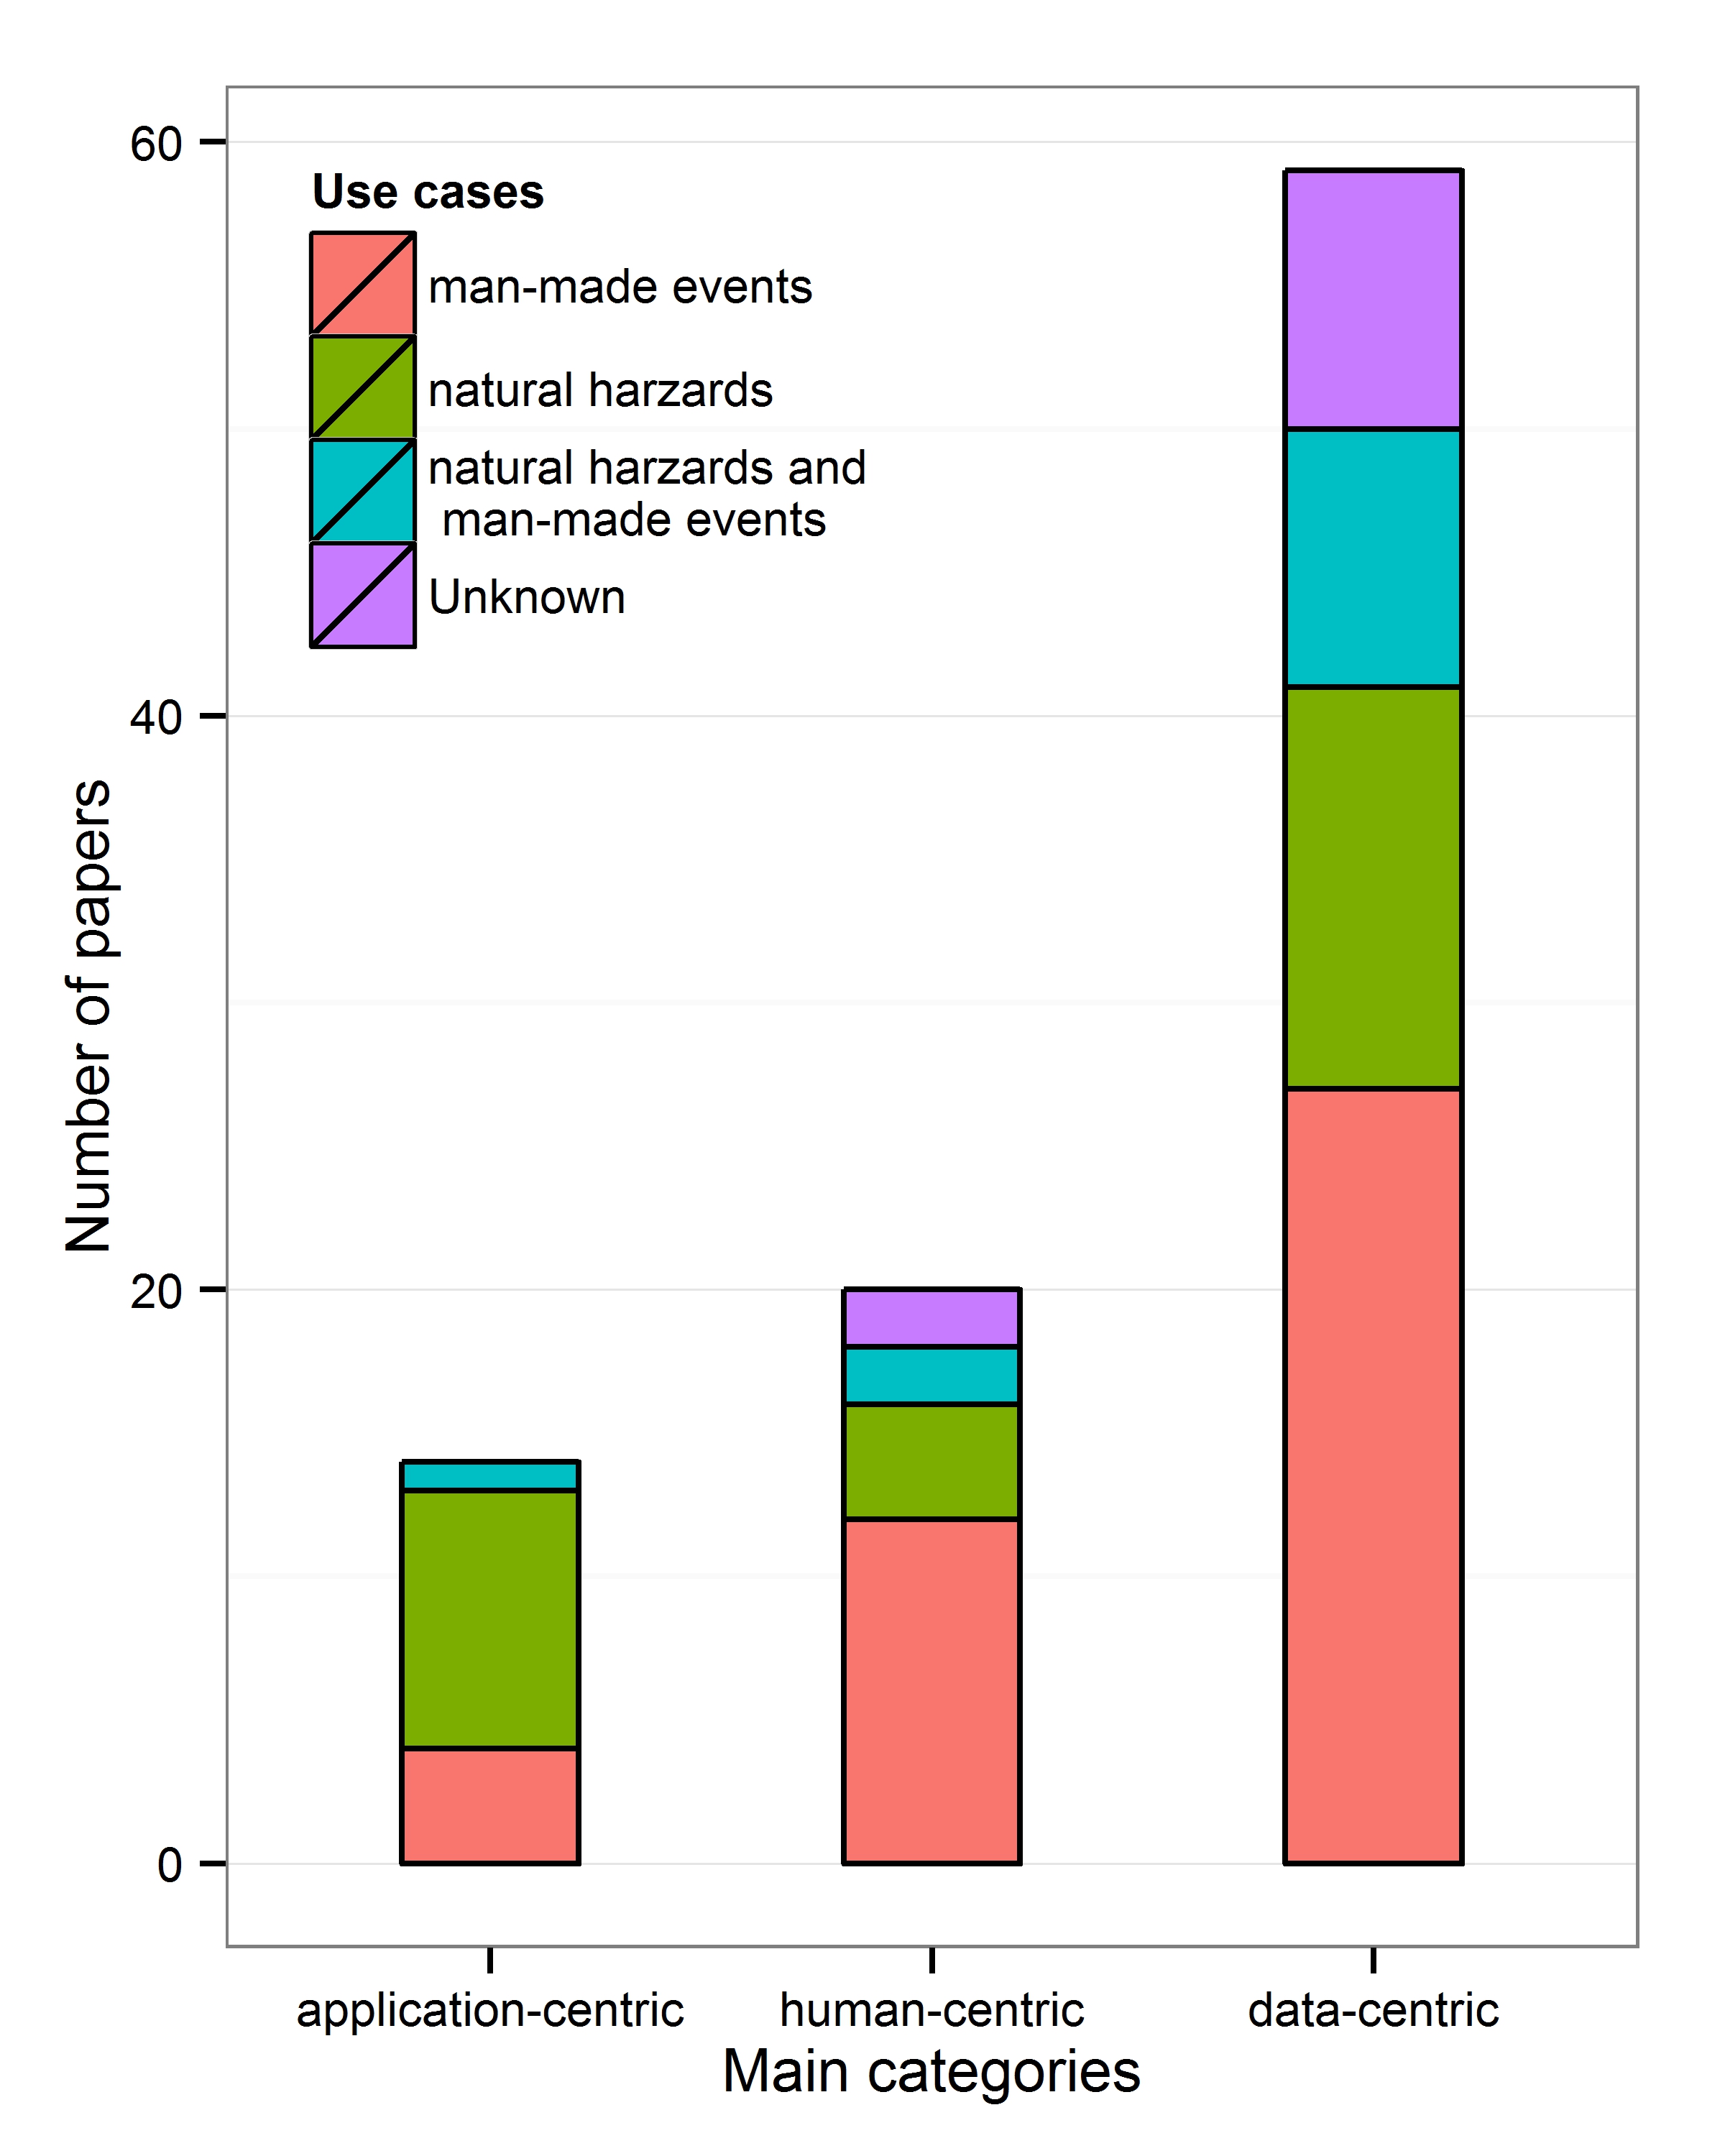 60
Use cases
man-made events
natural harzards
natural harzards and
man-made events
Unknown
40
Number of papers
20
0
application-centric human-centric data-centric
Main categories